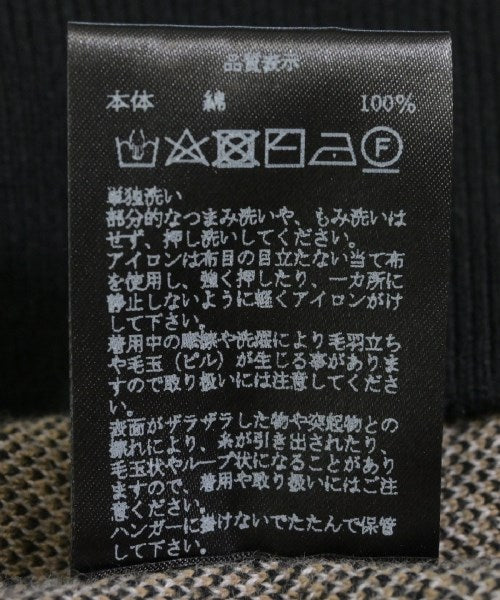 品質表示
本体 綿 100%
F
単独洗い
部分的なつまみ洗いや、もみ洗いは
せず、押し洗いしてください。
アイロンは布目の目立たない当て布
を使用し、強く押したり、一カ所に
静止しないように軽くアイロンがけ
して下さい。
着用中の摩擦や洗濯により毛羽立ち
や毛玉（ピル）が生じる事がありま
すので取り扱いには注意してくださ
い。
表面がザラザラした物や突起物との
擦れにより、糸が引き出されたり、
毛玉状やループ状になることがあり
ますので、着用や取り扱いにはご注
意ください。
ハンガーに掛けないでたたんで保管
して下さい。